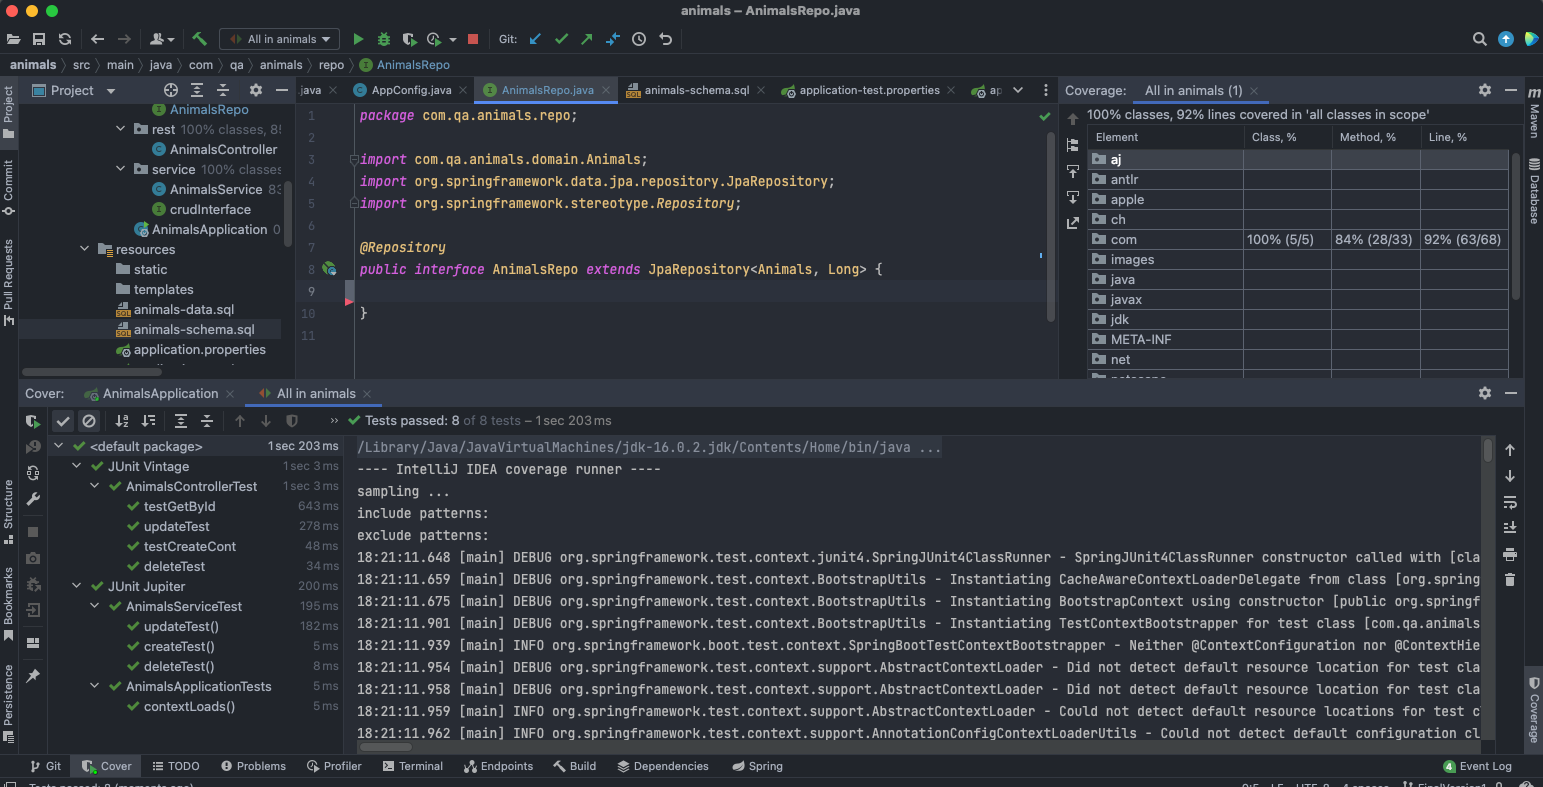 animals – AnimalsRepo.java
All in animals
Git:
animals src main java com qa animals repo AnimalsRepo
Project
.java
AppConfig.java
AnimalsRepo.java
animals-schema.sql
application-test.properties
ap
Coverage:
All in animals (1)
AnimalsRepo
rest 100% classes, 85
AnimalsController
service 100% classes
AnimalsService 83
crudInterface
AnimalsApplication 0
resources
static
templates
animals-data.sql
animals-schema.sql
application.properties
1 package com.qa.animals.repo;
2
3 import com.qa.animals.domain.Animals;
4 import org.springframework.data.jpa.repository.JpaRepository;
5 import org.springframework.stereotype.Repository;
6
7 @Repository
8 public interface AnimalsRepo extends JpaRepository<Animals, Long> {
9
10 }
11
100% classes, 92% lines covered in 'all classes in scope'
Element Class, % Method, % Line, %
aj
antlr
apple
ch
com 100% (5/5) 84% (28/33) 92% (63/68)
images
java
javax
jdk
META-INF
net
netscape
Project
Commit
Pull Requests
Structure
Bookmarks
Persistence
Maven
Database
Coverage
Cover:
AnimalsApplication
All in animals
Tests passed: 8 of 8 tests – 1 sec 203 ms
<default package> 1 sec 203 ms
JUnit Vintage 1 sec 3 ms
AnimalsControllerTest 1 sec 3 ms
testGetById 643 ms
updateTest 278 ms
testCreateCont 48 ms
deleteTest 34 ms
JUnit Jupiter 200 ms
AnimalsServiceTest 195 ms
updateTest() 182 ms
createTest() 5 ms
deleteTest() 8 ms
AnimalsApplicationTests 5 ms
contextLoads() 5 ms
/Library/Java/JavaVirtualMachines/jdk-16.0.2.jdk/Contents/Home/bin/java ...
---- IntelliJ IDEA coverage runner ----
sampling ...
include patterns:
exclude patterns:
18:21:11.648 [main] DEBUG org.springframework.test.context.junit4.SpringJUnit4ClassRunner - SpringJUnit4ClassRunner constructor called with [cla
18:21:11.659 [main] DEBUG org.springframework.test.context.BootstrapUtils - Instantiating CacheAwareContextLoaderDelegate from class [org.spring
18:21:11.675 [main] DEBUG org.springframework.test.context.BootstrapUtils - Instantiating BootstrapContext using constructor [public org.springf
18:21:11.901 [main] DEBUG org.springframework.test.context.BootstrapUtils - Instantiating TestContextBootstrapper for test class [com.qa.animals
18:21:11.939 [main] INFO org.springframework.boot.test.context.SpringBootTestContextBootstrapper - Neither @ContextConfiguration nor @ContextHie
18:21:11.954 [main] DEBUG org.springframework.test.context.support.AbstractContextLoader - Did not detect default resource location for test cla
18:21:11.958 [main] DEBUG org.springframework.test.context.support.AbstractContextLoader - Did not detect default resource location for test cla
18:21:11.959 [main] INFO org.springframework.test.context.support.AbstractContextLoader - Could not detect default resource locations for test c
18:21:11.962 [main] INFO org.springframework.test.context.support.AnnotationConfigContextLoaderUtils - Could not detect default configuration cl
Git Cover TODO Problems Profiler Terminal Endpoints Build Dependencies Spring 4 Event Log
Tests passed: 8 (moments ago) 9:5 LF UTF-8 4 spaces FinalVersion1